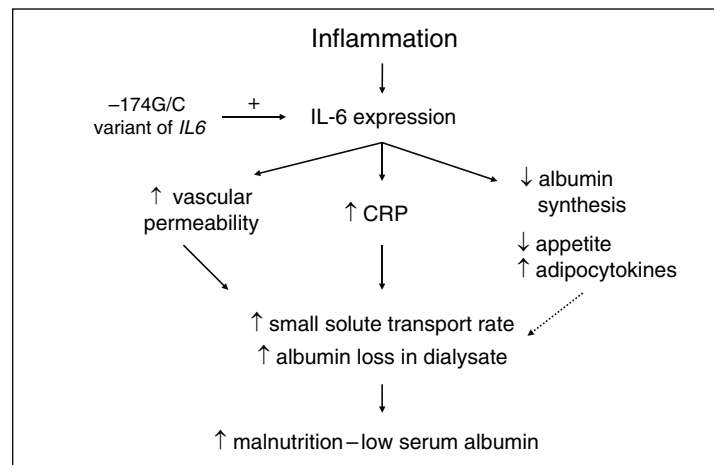 Inflammation
–174G/C
variant of IL6
+
IL-6 expression
↑ vascular
permeability
↑ CRP
↓ albumin
synthesis
↓ appetite
↑ adipocytokines
↑ small solute transport rate
↑ albumin loss in dialysate
↑ malnutrition – low serum albumin